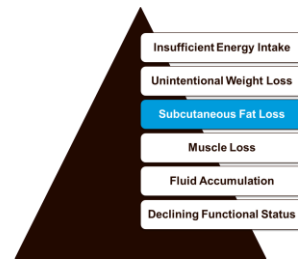 Insufficient Energy Intake
Unintentional Weight Loss
Subcutaneous Fat Loss
Muscle Loss
Fluid Accumulation
Declining Functional Status